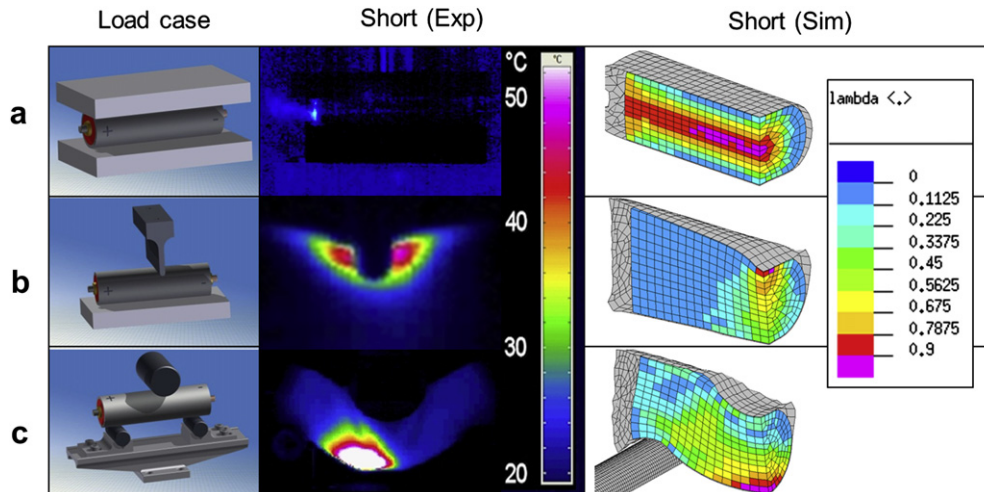 Load case Short (Exp) Short (Sim)
a
b
c
°C
°C
50
40
30
20
lambda <.>
0
0.1125
0.225
0.3375
0.45
0.5625
0.675
0.7875
0.9
+ -
+ -
+ -